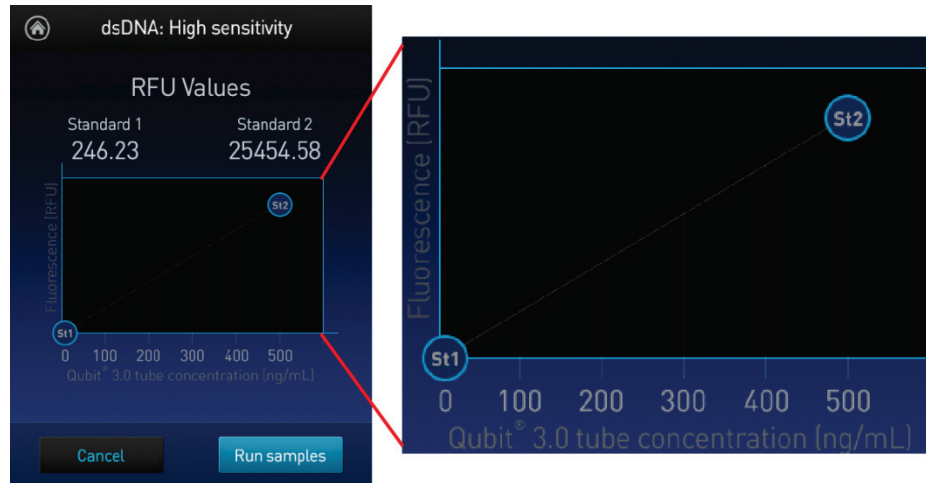 dsDNA: High sensitivity
RFU Values
Standard 1 Standard 2
246.23 25454.58
Fluorescence (RFU)
St2
St1
0 100 200 300 400 500
Qubit® 3.0 tube concentration (ng/mL)
Cancel Run samples
Fluorescence (RFU)
St2
St1
0 100 200 300 400 500
Qubit® 3.0 tube concentration (ng/mL)